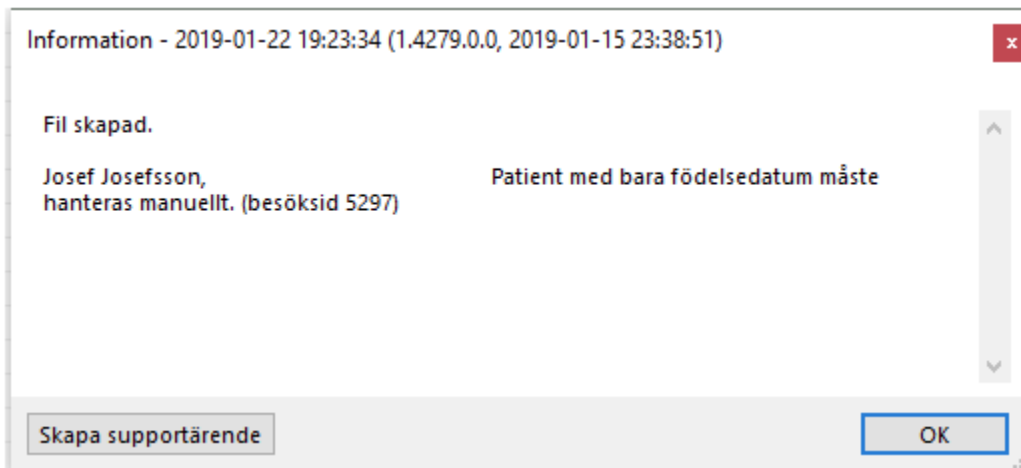 Information - 2019-01-22 19:23:34 (1.4279.0.0, 2019-01-15 23:38:51)
x
Fil skapad.
Josef Josefsson, Patient med bara födelsedatum måste
hanteras manuellt. (besöksid 5297)
Skapa supportärende
OK